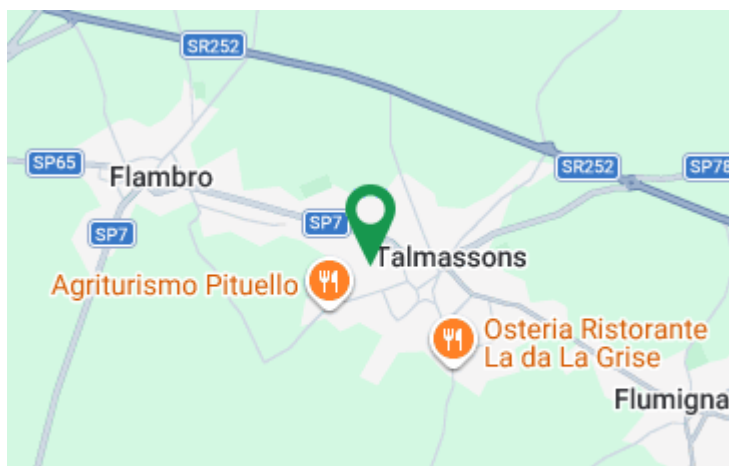 SR252
SP65
Flambro
SR252
SP78
SP7
SP7
Talmassons
Agriturismo Pituello
Osteria Ristorante
La da La Grise
Flumigna